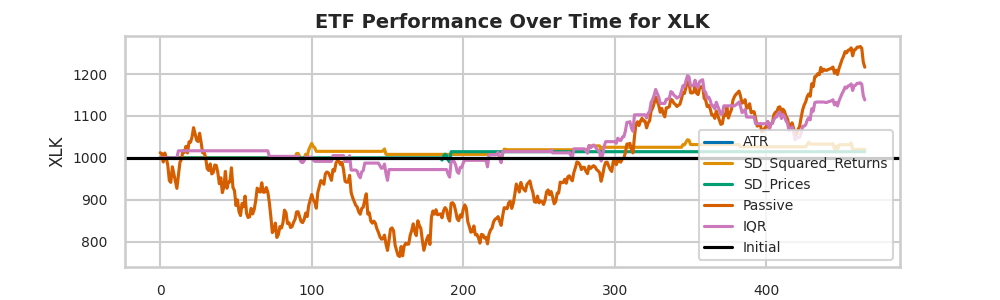 ETF Performance Over Time for XLK
XLK
1200
1100
1000
900
800
0
100
200
300
400
ATR
SD_Squared_Returns
SD_Prices
Passive
IQR
Initial